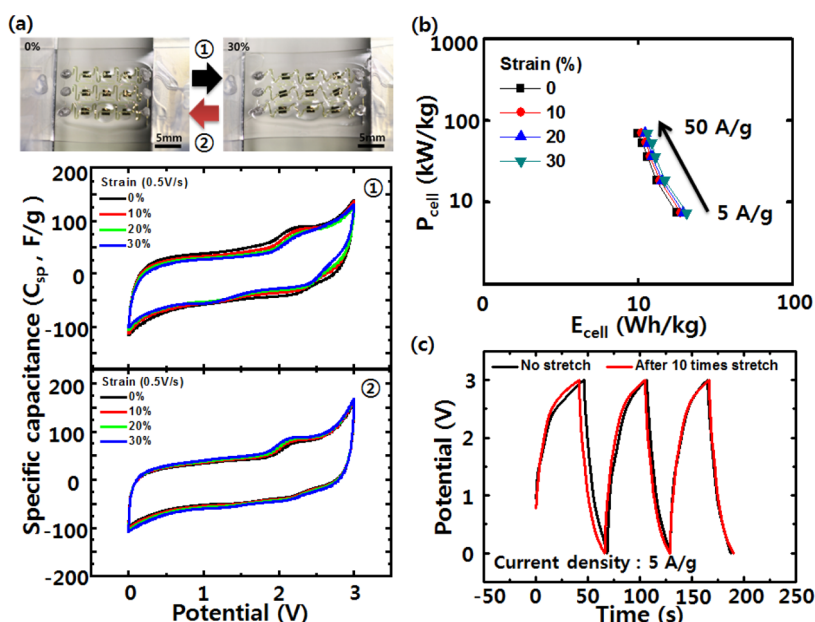 (a)
0%
①
30%
5mm
②
5mm
Specific capacitance (Csp , F/g)
200
100
0
-100
Strain (0.5V/s)
0%
10%
20%
30%
①
200
100
0
-100
-200
Strain (0.5V/s)
0%
10%
20%
30%
②
0 1 2 3
Potential (V)
(b)
Pcell (kW/kg)
1000
100
10
Strain (%)
0
10
20
30
50 A/g
5 A/g
0 10 100
Ecell (Wh/kg)
(c)
No stretch After 10 times stretch
Potential (V)
3
2
1
0
Current density : 5 A/g
-50 0 50 100 150 200 250
Time (s)